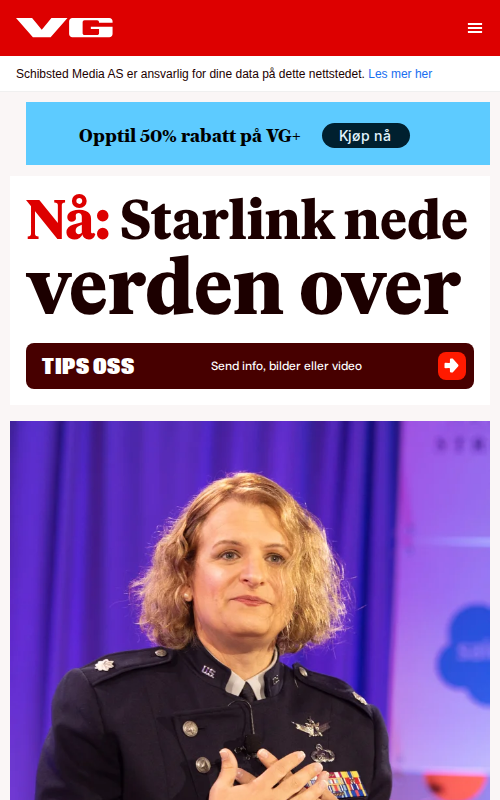 VG
Schibsted Media AS er ansvarlig for dine data på dette nettstedet. Les mer her
Opptil 50% rabatt på VG+
Kjøp nå
Nå: Starlink nede
verden over
TIPS OSS
Send info, bilder eller video
U.S.